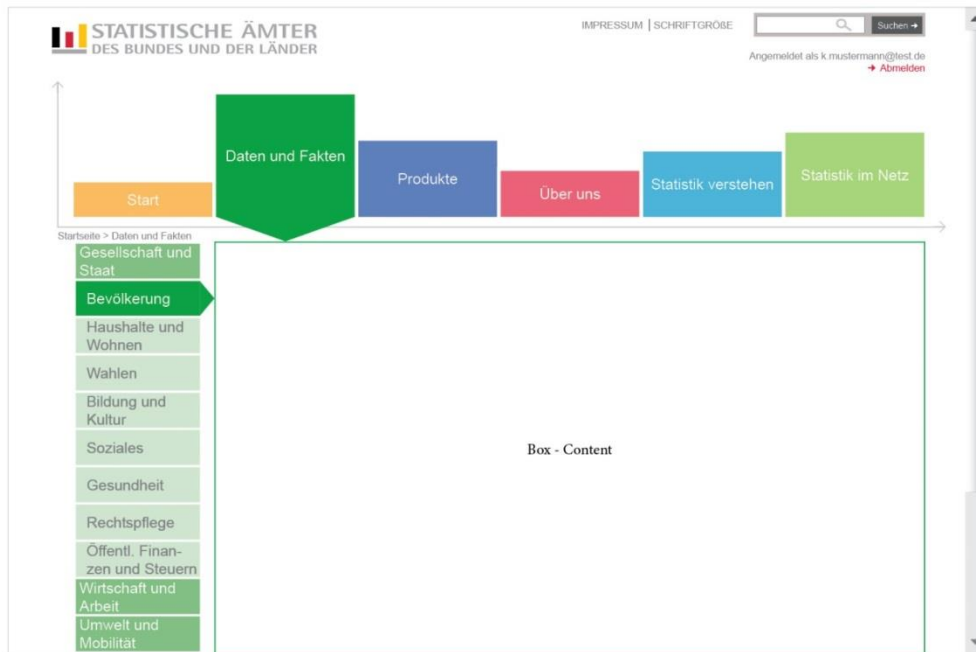 STATISTISCHE ÄMTER
DES BUNDES UND DER LÄNDER
IMPRESSUM | SCHRIFTGRÖßE
Suchen →
Angemeldet als k.mustermann@test.de
→ Abmelden
Start
Daten und Fakten
Produkte
Über uns
Statistik verstehen
Statistik im Netz
Startseite > Daten und Fakten
Gesellschaft und
Staat
Bevölkerung
Haushalte und
Wohnen
Wahlen
Bildung und
Kultur
Soziales
Gesundheit
Rechtspflege
Öffentl. Finan-
zen und Steuern
Wirtschaft und
Arbeit
Umwelt und
Mobilität
Box - Content